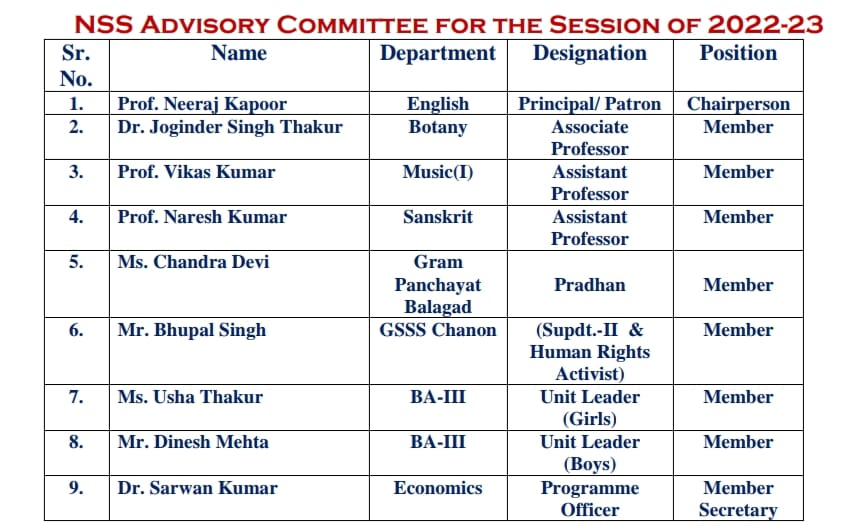 NSS ADVISORY COMMITTEE FOR THE SESSION OF 2022-23
Sr. No. Name Department Designation Position
1. Prof. Neeraj Kapoor English Principal/ Patron Chairperson
2. Dr. Joginder Singh Thakur Botany Associate Professor Member
3. Prof. Vikas Kumar Music(I) Assistant Professor Member
4. Prof. Naresh Kumar Sanskrit Assistant Professor Member
5. Ms. Chandra Devi Gram Panchayat Balagad Pradhan Member
6. Mr. Bhupal Singh GSSS Chanon (Supdt.-II & Human Rights Activist) Member
7. Ms. Usha Thakur BA-III Unit Leader (Girls) Member
8. Mr. Dinesh Mehta BA-III Unit Leader (Boys) Member
9. Dr. Sarwan Kumar Economics Programme Officer Member Secretary